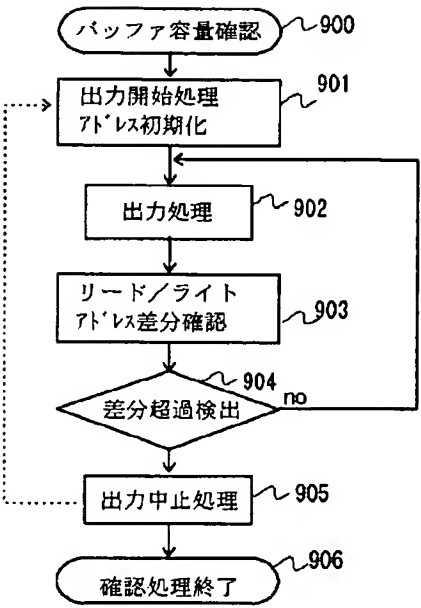 バッファ容量確認
900
出力開始処理
アドレス初期化
901
出力処理
902
リード/ライト
アドレス差分確認
903
904
差分超過検出
no
出力中止処理
905
906
確認処理終了